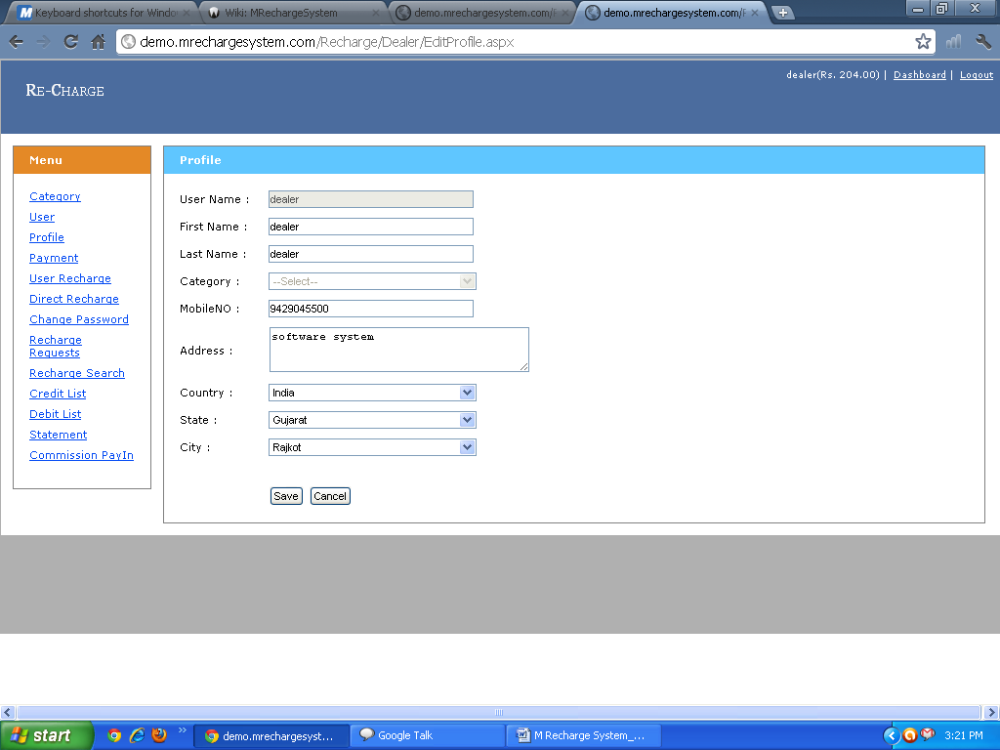 Keyboard shortcuts for Windo
Wiki: MRechargeSystem
demo.mrechargesystem.com/
demo.mrechargesystem.com/
demo.mrechargesystem.com/Recharge/Dealer/EditProfile.aspx
RE-CHARGE
dealer(Rs. 204.00) | Dashboard | Logout
Menu
Category
User
Profile
Payment
User Recharge
Direct Recharge
Change Password
Recharge
Requests
Recharge Search
Credit List
Debit List
Statement
Commission PayIn
Profile
User Name : dealer
First Name : dealer
Last Name : dealer
Category : --Select--
MobileNO : 9429045500
Address : software system
Country : India
State : Gujarat
City : Rajkot
Save Cancel
start
demo.mrechargesyst...
Google Talk
M Recharge System_...
3:21 PM